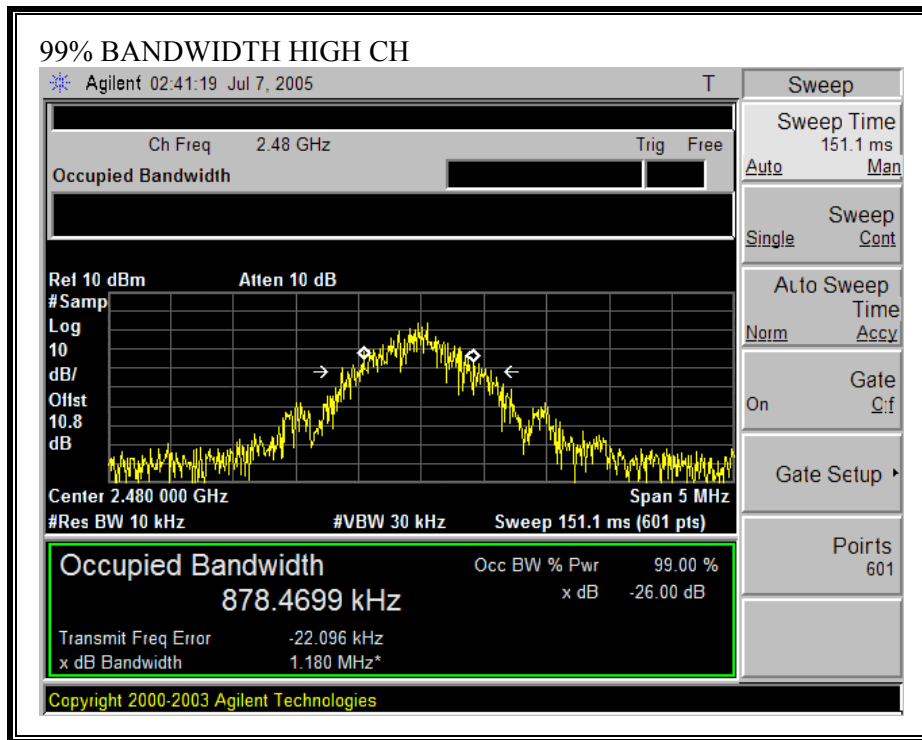 99% BANDWIDTH HIGH CH
Agilent 02:41:19 Jul 7, 2005 T
Ch Freq 2.48 GHz Trig Free
Occupied Bandwidth
Ref 10 dBm Atten 10 dB
#Samp
Log
10
dB/
Offst
10.8
dB
Center 2.480 000 GHz Span 5 MHz
#Res BW 10 kHz #VBW 30 kHz Sweep 151.1 ms (601 pts)
Occupied Bandwidth
878.4699 kHz
Occ BW % Pwr 99.00 %
x dB -26.00 dB
Transmit Freq Error -22.096 kHz
x dB Bandwidth 1.180 MHz*
Copyright 2000-2003 Agilent Technologies
Sweep
Sweep Time
151.1 ms
Auto Man
Sweep
Single Cont
Auto Sweep
Time
Norm Accy
Gate
On Off
Gate Setup
Points
601